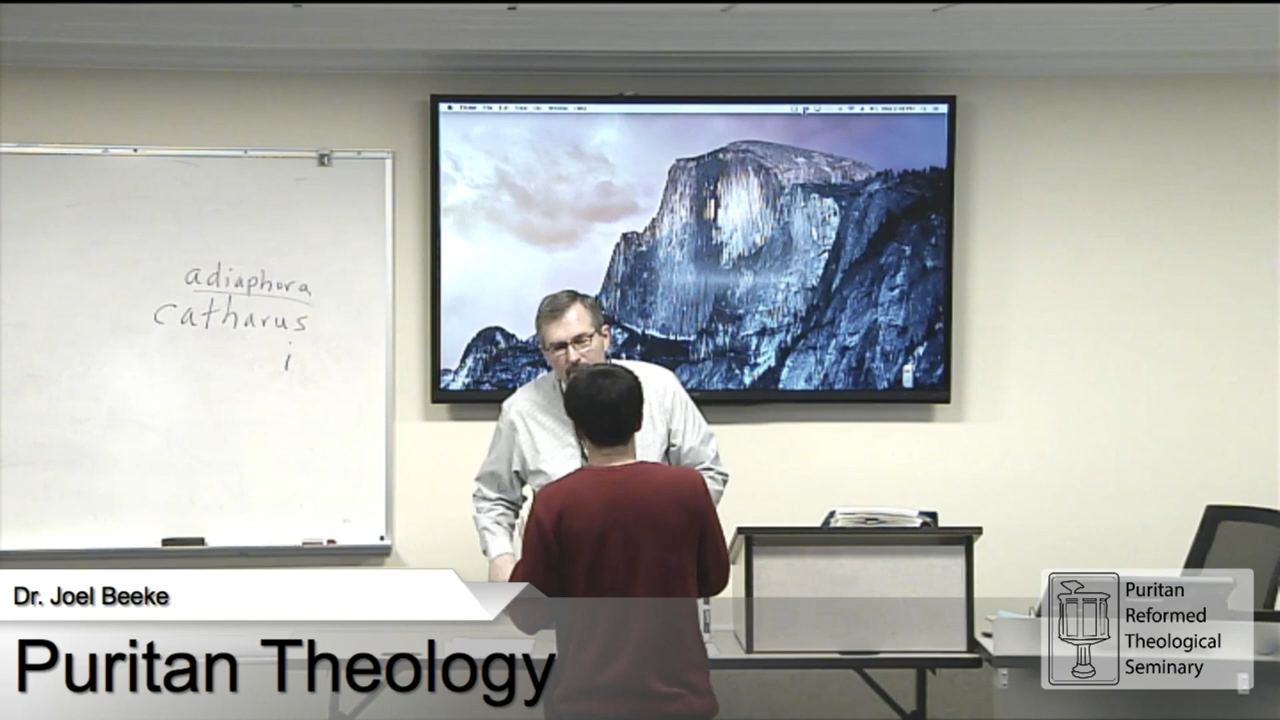 adiaphora
catharus
i
Dr. Joel Beeke
Puritan Theology
Puritan
Reformed
Theological
Seminary